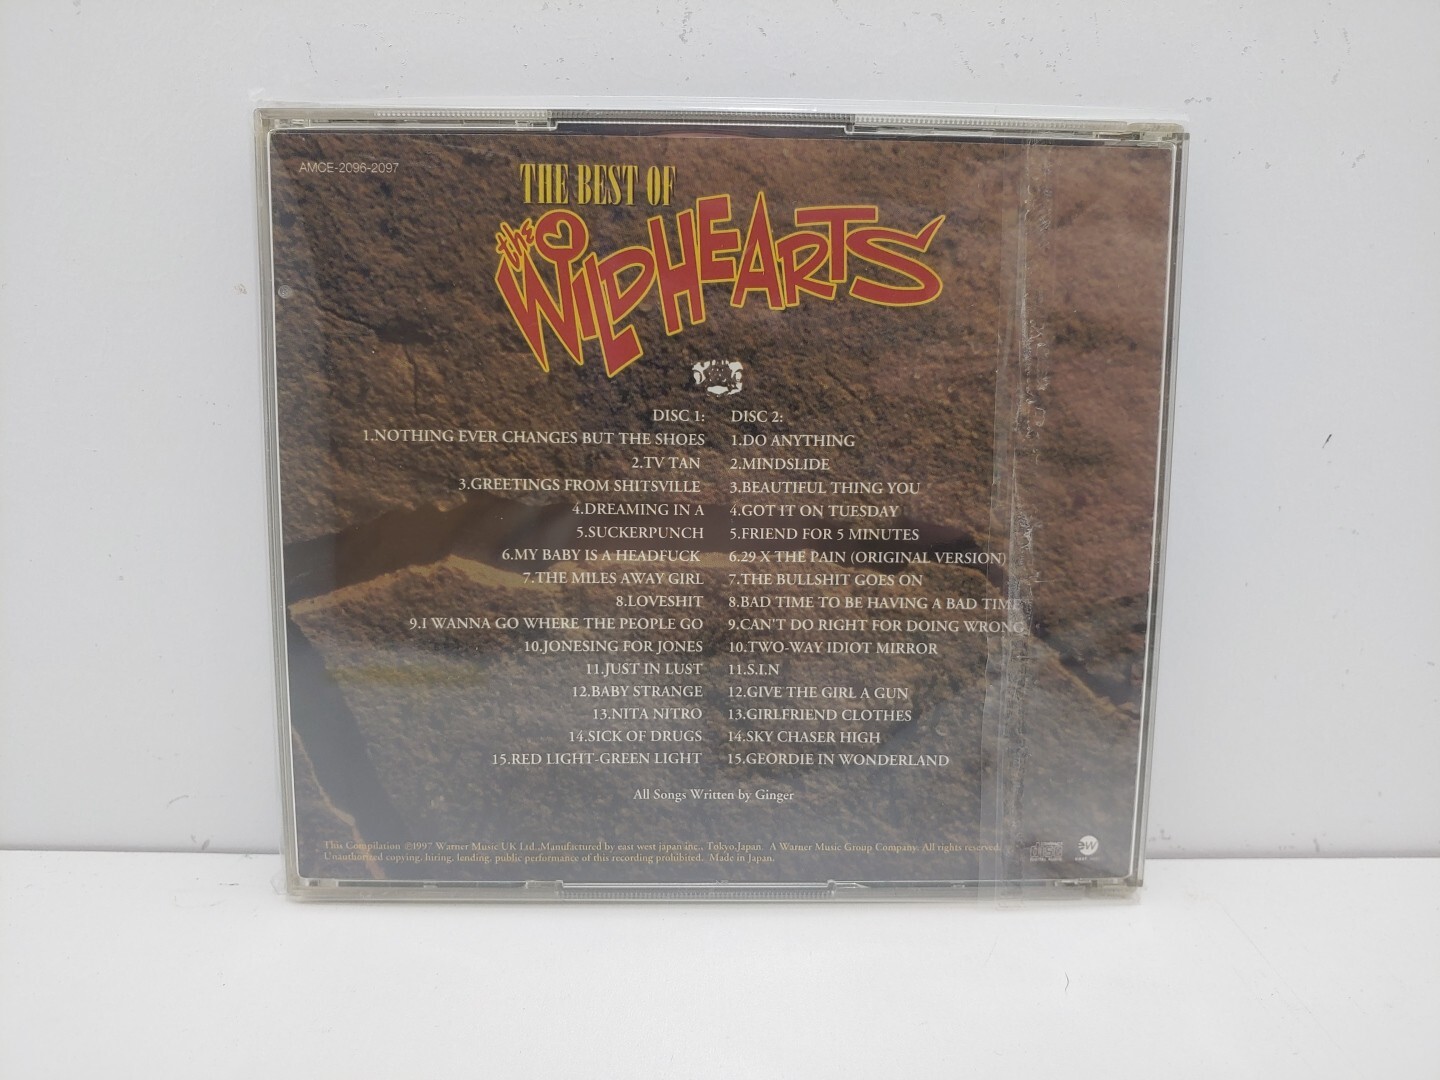 AMCE-2096-2097
THE BEST OF
the WILDHEARTS
DISC 1:
1.NOTHING EVER CHANGES BUT THE SHOES
2.TV TAN
3.GREETINGS FROM SHITSVILLE
4.DREAMING IN A
5.SUCKERPUNCH
6.MY BABY IS A HEADFUCK
7.THE MILES AWAY GIRL
8.LOVESHIT
9.I WANNA GO WHERE THE PEOPLE GO
10.JONESING FOR JONES
11.JUST IN LUST
12.BABY STRANGE
13.NITA NITRO
14.SICK OF DRUGS
15.RED LIGHT-GREEN LIGHT
DISC 2:
1.DO ANYTHING
2.MINDSLIDE
3.BEAUTIFUL THING YOU
4.GOT IT ON TUESDAY
5.FRIEND FOR 5 MINUTES
6.29 X THE PAIN (ORIGINAL VERSION)
7.THE BULLSHIT GOES ON
8.BAD TIME TO BE HAVING A BAD TIME
9.CAN'T DO RIGHT FOR DOING WRONG
10.TWO-WAY IDIOT MIRROR
11.S.I.N
12.GIVE THE GIRL A GUN
13.GIRLFRIEND CLOTHES
14.SKY CHASER HIGH
15.GEORDIE IN WONDERLAND
All Songs Written by Ginger
This Compilation ©1997 Warner Music UK Ltd.,Manufactured by east west japan inc., Tokyo,Japan. A Warner Music Group Company. All rights reserved.
Unauthorized copying, hiring, lending, public performance of this recording prohibited. Made in Japan.
ew